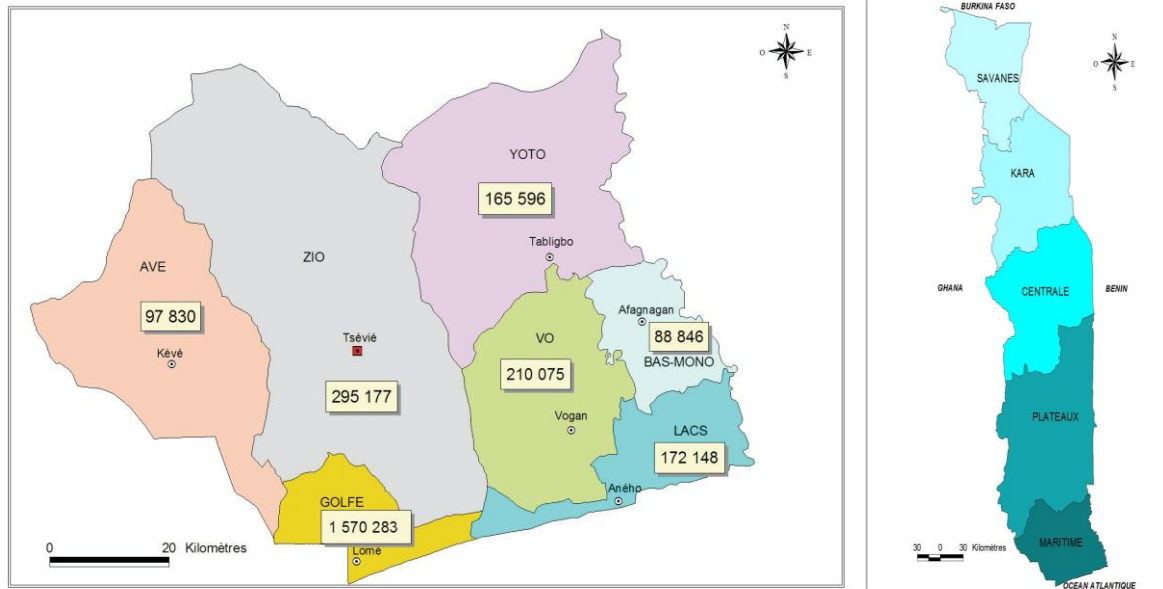 N
O
E
S
YOTO
165 596
Tabligbo
ZIO
AVE
97 830
Kévé
Tsévié
295 177
Afagnagan
88 846
BAS-MONO
VO
210 075
Vogan
LACS
172 148
Aného
GOLFE
1 570 283
Lomé
0 20 Kilomètres
BURKINA FASO
N
O
E
S
SAVANES
KARA
GHANA
CENTRALE
BENIN
PLATEAUX
MARITIME
30 0 30 Kilomètres
OCEAN ATLANTIQUE